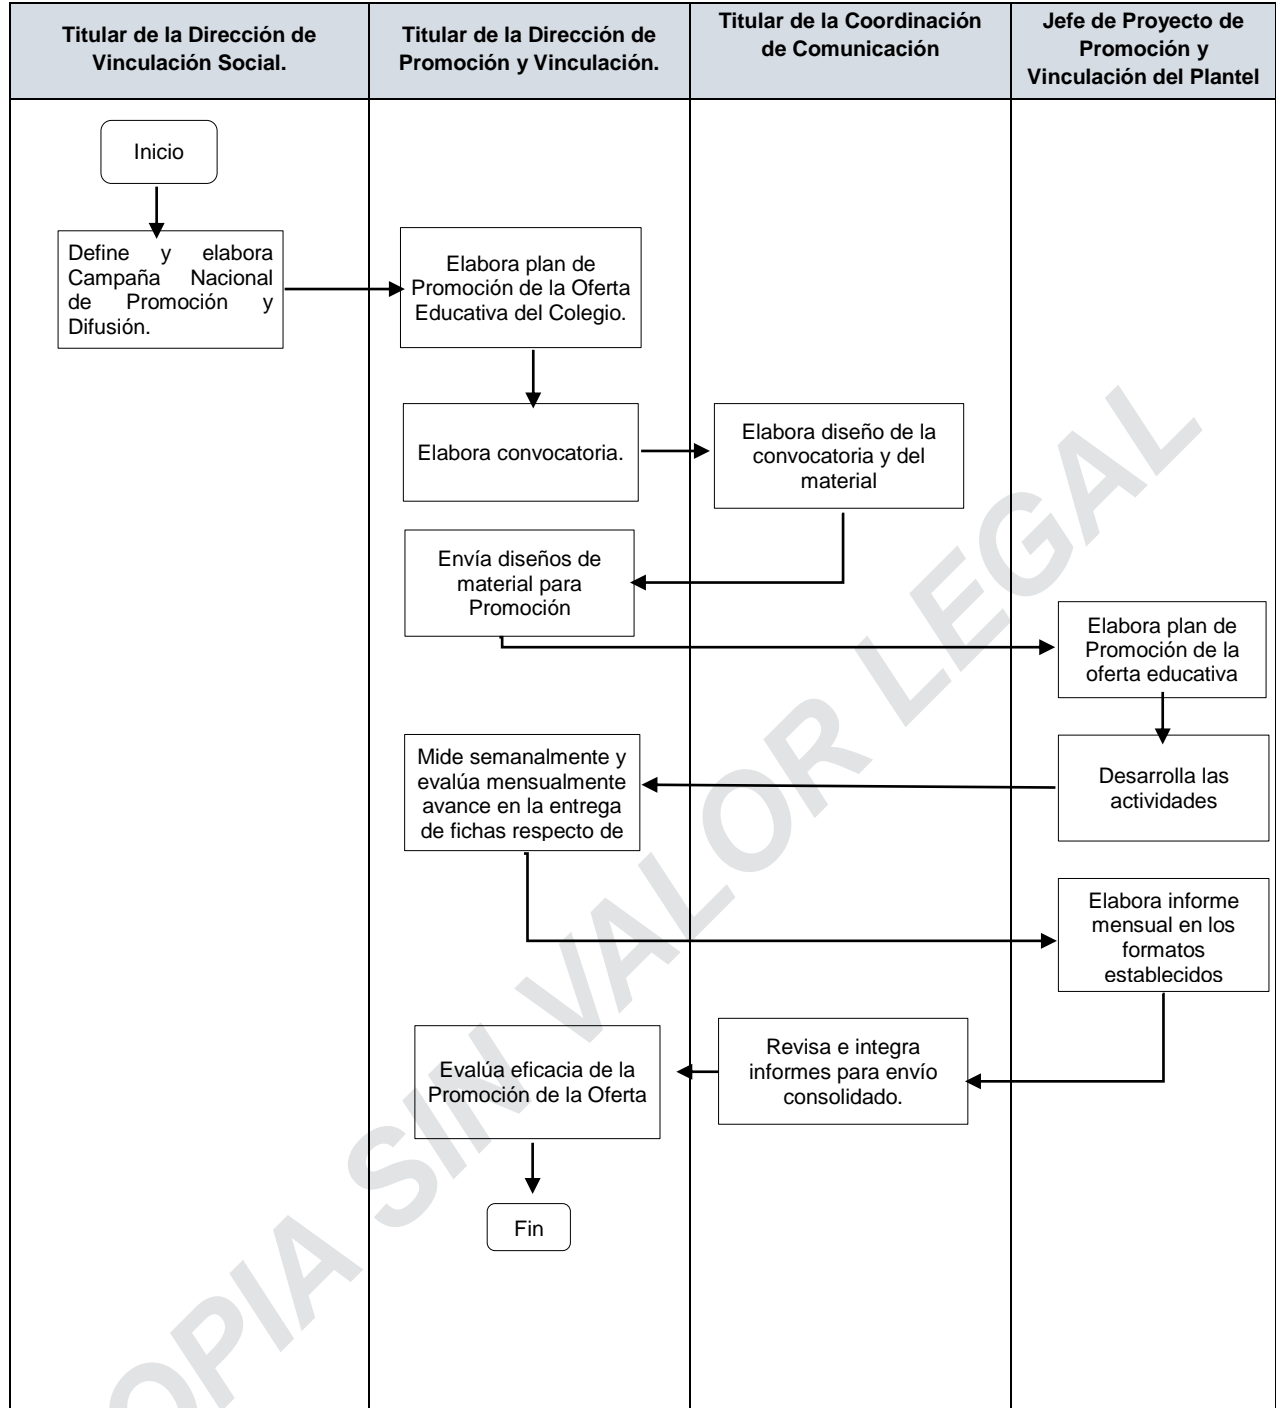 Titular de la Dirección de
Vinculación Social.
Titular de la Dirección de
Promoción y Vinculación.
Titular de la Coordinación
de Comunicación
Jefe de Proyecto de
Promoción y
Vinculación del Plantel
Inicio
Define y elabora
Campaña Nacional
de Promoción y
Difusión.
Elabora plan de
Promoción de la Oferta
Educativa del Colegio.
Elabora convocatoria.
Elabora diseño de la
convocatoria y del
material
Envía diseños de
material para
Promoción
Elabora plan de
Promoción de la
oferta educativa
Desarrolla las
actividades
Mide semanalmente y
evalúa mensualmente
avance en la entrega
de fichas respecto de
Elabora informe
mensual en los
formatos
establecidos
Revisa e integra
informes para envío
consolidado.
Evalúa eficacia de la
Promoción de la Oferta
Fin
OPIA SIN VALOR LEGAL